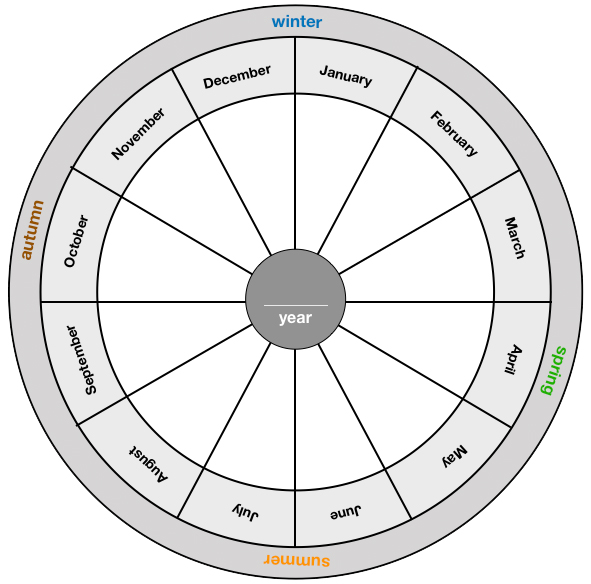 winter
January
February
March
April
May
June
July
August
September
October
November
December
spring
summer
autumn
year